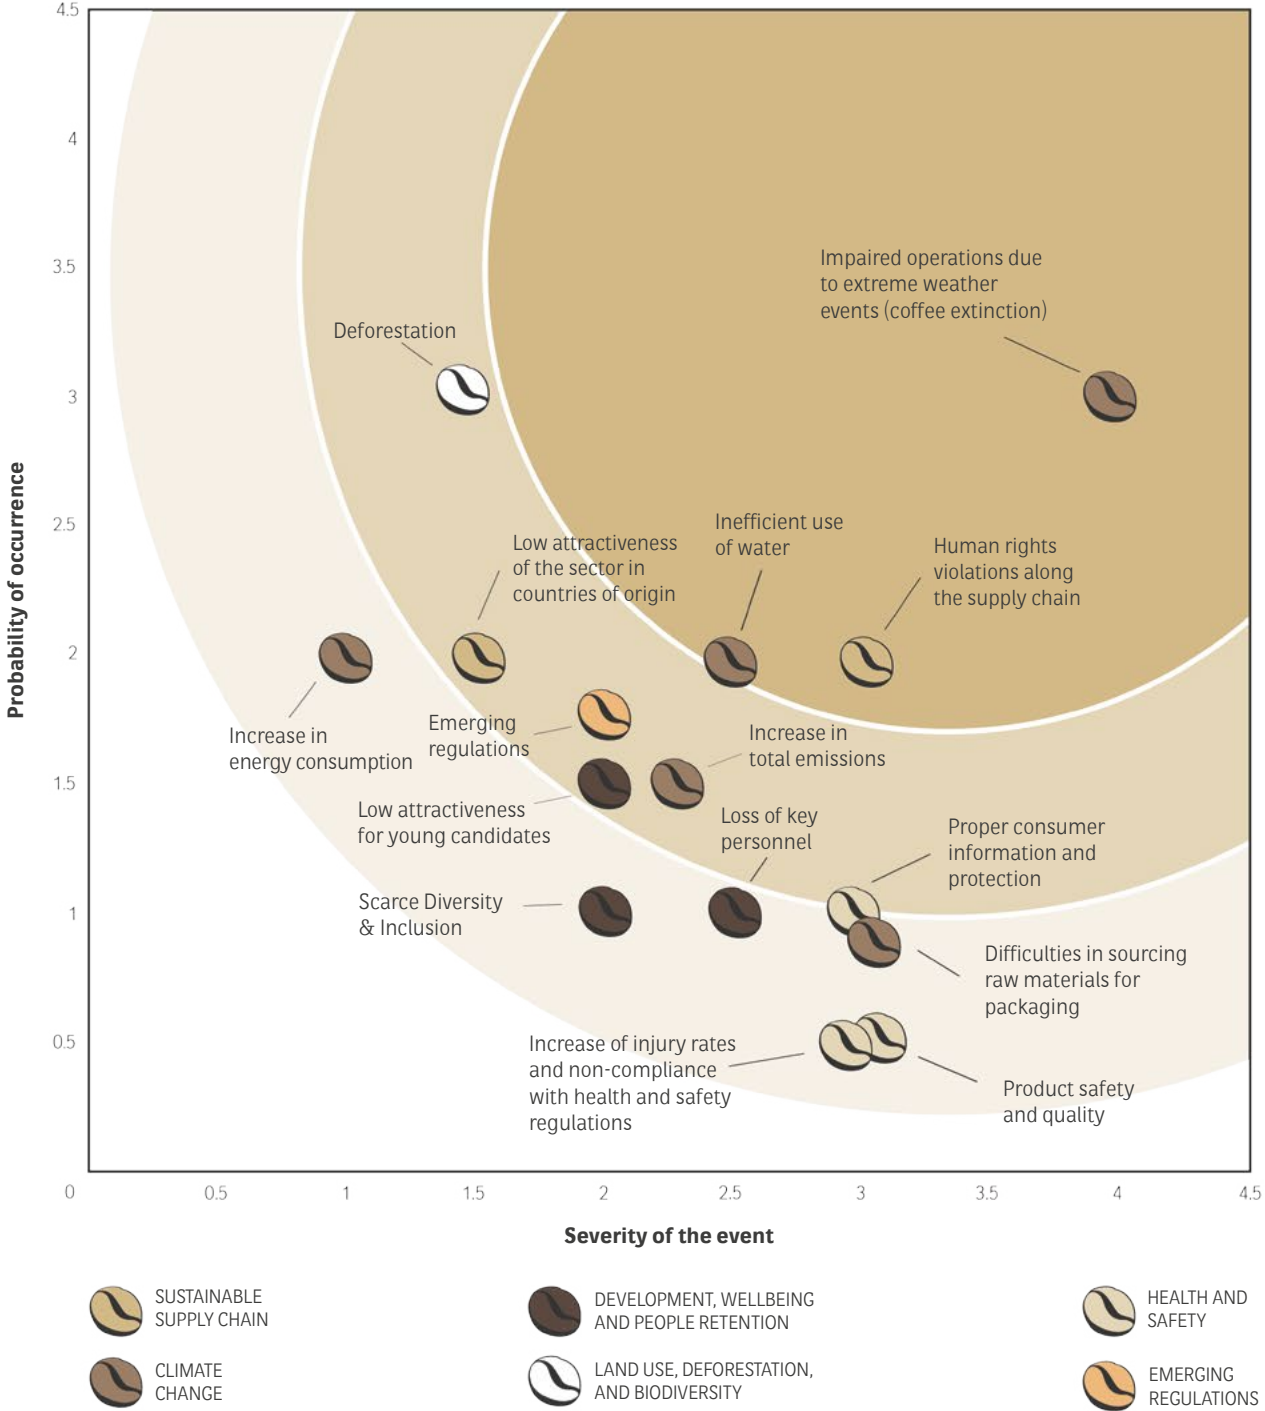 4.5
4
3.5
3
2.5
2
1.5
1
0.5
0
0.5
1
1.5
2
2.5
3
3.5
4
4.5
Probability of occurrence
Severity of the event
Impaired operations due
to extreme weather
events (coffee extinction)
Deforestation
Inefficient use
of water
Low attractiveness
of the sector in
countries of origin
Human rights
violations along
the supply chain
Increase in
energy consumption
Emerging
regulations
Increase in
total emissions
Low attractiveness
for young candidates
Loss of key
personnel
Proper consumer
information and
protection
Scarce Diversity
& Inclusion
Difficulties in sourcing
raw materials for
packaging
Increase of injury rates
and non-compliance
with health and safety
regulations
Product safety
and quality
SUSTAINABLE
SUPPLY CHAIN
DEVELOPMENT, WELLBEING
AND PEOPLE RETENTION
HEALTH AND
SAFETY
CLIMATE
CHANGE
LAND USE, DEFORESTATION,
AND BIODIVERSITY
EMERGING
REGULATIONS